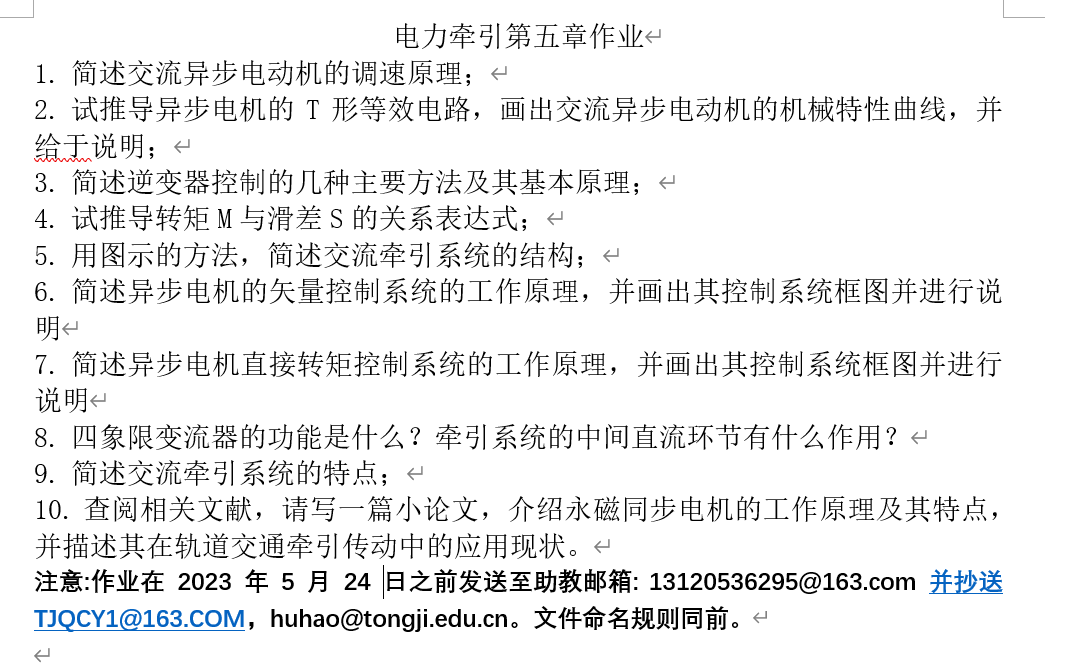 电力牵引第五章作业
1. 简述交流异步电动机的调速原理；
2. 试推导异步电机的 T 形等效电路，画出交流异步电动机的机械特性曲线，并
给于说明；
3. 简述逆变器控制的几种主要方法及其基本原理；
4. 试推导转矩 M 与滑差 S 的关系表达式；
5. 用图示的方法，简述交流牵引系统的结构；
6. 简述异步电机的矢量控制系统的工作原理，并画出其控制系统框图并进行说
明
7. 简述异步电机直接转矩控制系统的工作原理，并画出其控制系统框图并进行
说明
8. 四象限变流器的功能是什么？牵引系统的中间直流环节有什么作用？
9. 简述交流牵引系统的特点；
10. 查阅相关文献，请写一篇小论文，介绍永磁同步电机的工作原理及其特点，
并描述其在轨道交通牵引传动中的应用现状。
注意:作业在 2023 年 5 月 24 日之前发送至助教邮箱: 13120536295@163.com 并抄送
TJQCY1@163.COM，huhao@tongji.edu.cn。文件命名规则同前。